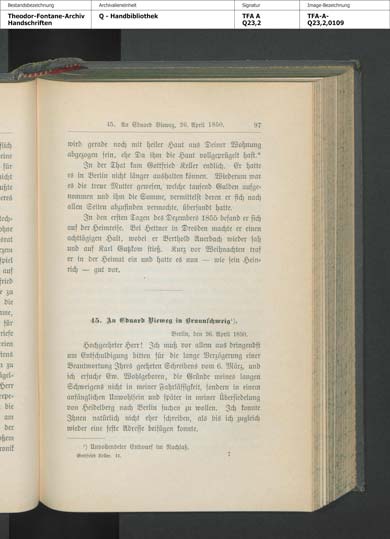 Bestandsbezeichnung
Theodor-Fontane-Archiv
Handschriften
Archivalieneinheit
Q - Handbibliothek
Signatur
TFA A
Q23,2
Image-Bezeichnung
TFA-A-
Q23,2,0109
45. An Eduard Vieweg, 26. April 1850.
97
wird gerade noch mit heiler Haut aus Deiner Wohnung
abgezogen sein, ehe Du ihm die Haut vollgeprügelt hast."
In der That kam Gottfried Keller endlich. Er hatte
es in Berlin nicht länger aushalten können. Wiederum war
es die treue Mutter gewesen, welche tausend Gulden aufge-
nommen und ihm die Summe, vermittelst deren er sich nach
allen Seiten abzufinden vermochte, übersandt hatte.
In den ersten Tagen des Dezembers 1855 befand er sich
auf der Heimreise. Bei Hettner in Dresden machte er einen
achttägigen Halt, wobei er Berthold Auerbach wieder sah
und auf Karl Gutzkow stieß. Kurz vor Weihnachten traf
er in der Heimat ein und hatte es nun — wie sein Hein-
rich — gut vor.
45. An Eduard Vieweg in Braunschweig¹).
Berlin, den 26. April 1850.
Hochgeehrter Herr! Ich muß vor allem aus dringendst
um Entschuldigung bitten für die lange Verzögerung einer
Beantwortung Ihres geehrten Schreibens vom 6. März, und
ich ersuche Ew. Wohlgeboren, die Gründe meines langen
Schweigens nicht in meiner Fahrlässigkeit, sondern in einem
anfänglichen Unwohlsein und später in meiner Übersiedelung
von Heidelberg nach Berlin suchen zu wollen. Ich konnte
Ihnen natürlich nicht eher schreiben, als bis ich zugleich
wieder eine feste Adresse beifügen konnte.
¹) Unvollendeter Entwurf im Nachlaß.
Gottfried Keller. II.
7